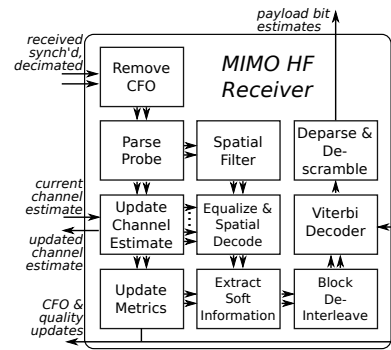 payload bit
estimates
received
synch'd,
decimated
MIMO HF
Receiver
Remove
CFO
Parse
Probe
Spatial
Filter
Deparse &
De-
scramble
current
channel
estimate
updated
channel
estimate
Update
Channel
Estimate
Equalize &
Spatial
Decode
Viterbi
Decoder
CFO &
quality
updates
Update
Metrics
Extract
Soft
Information
Block
De-
Interleave